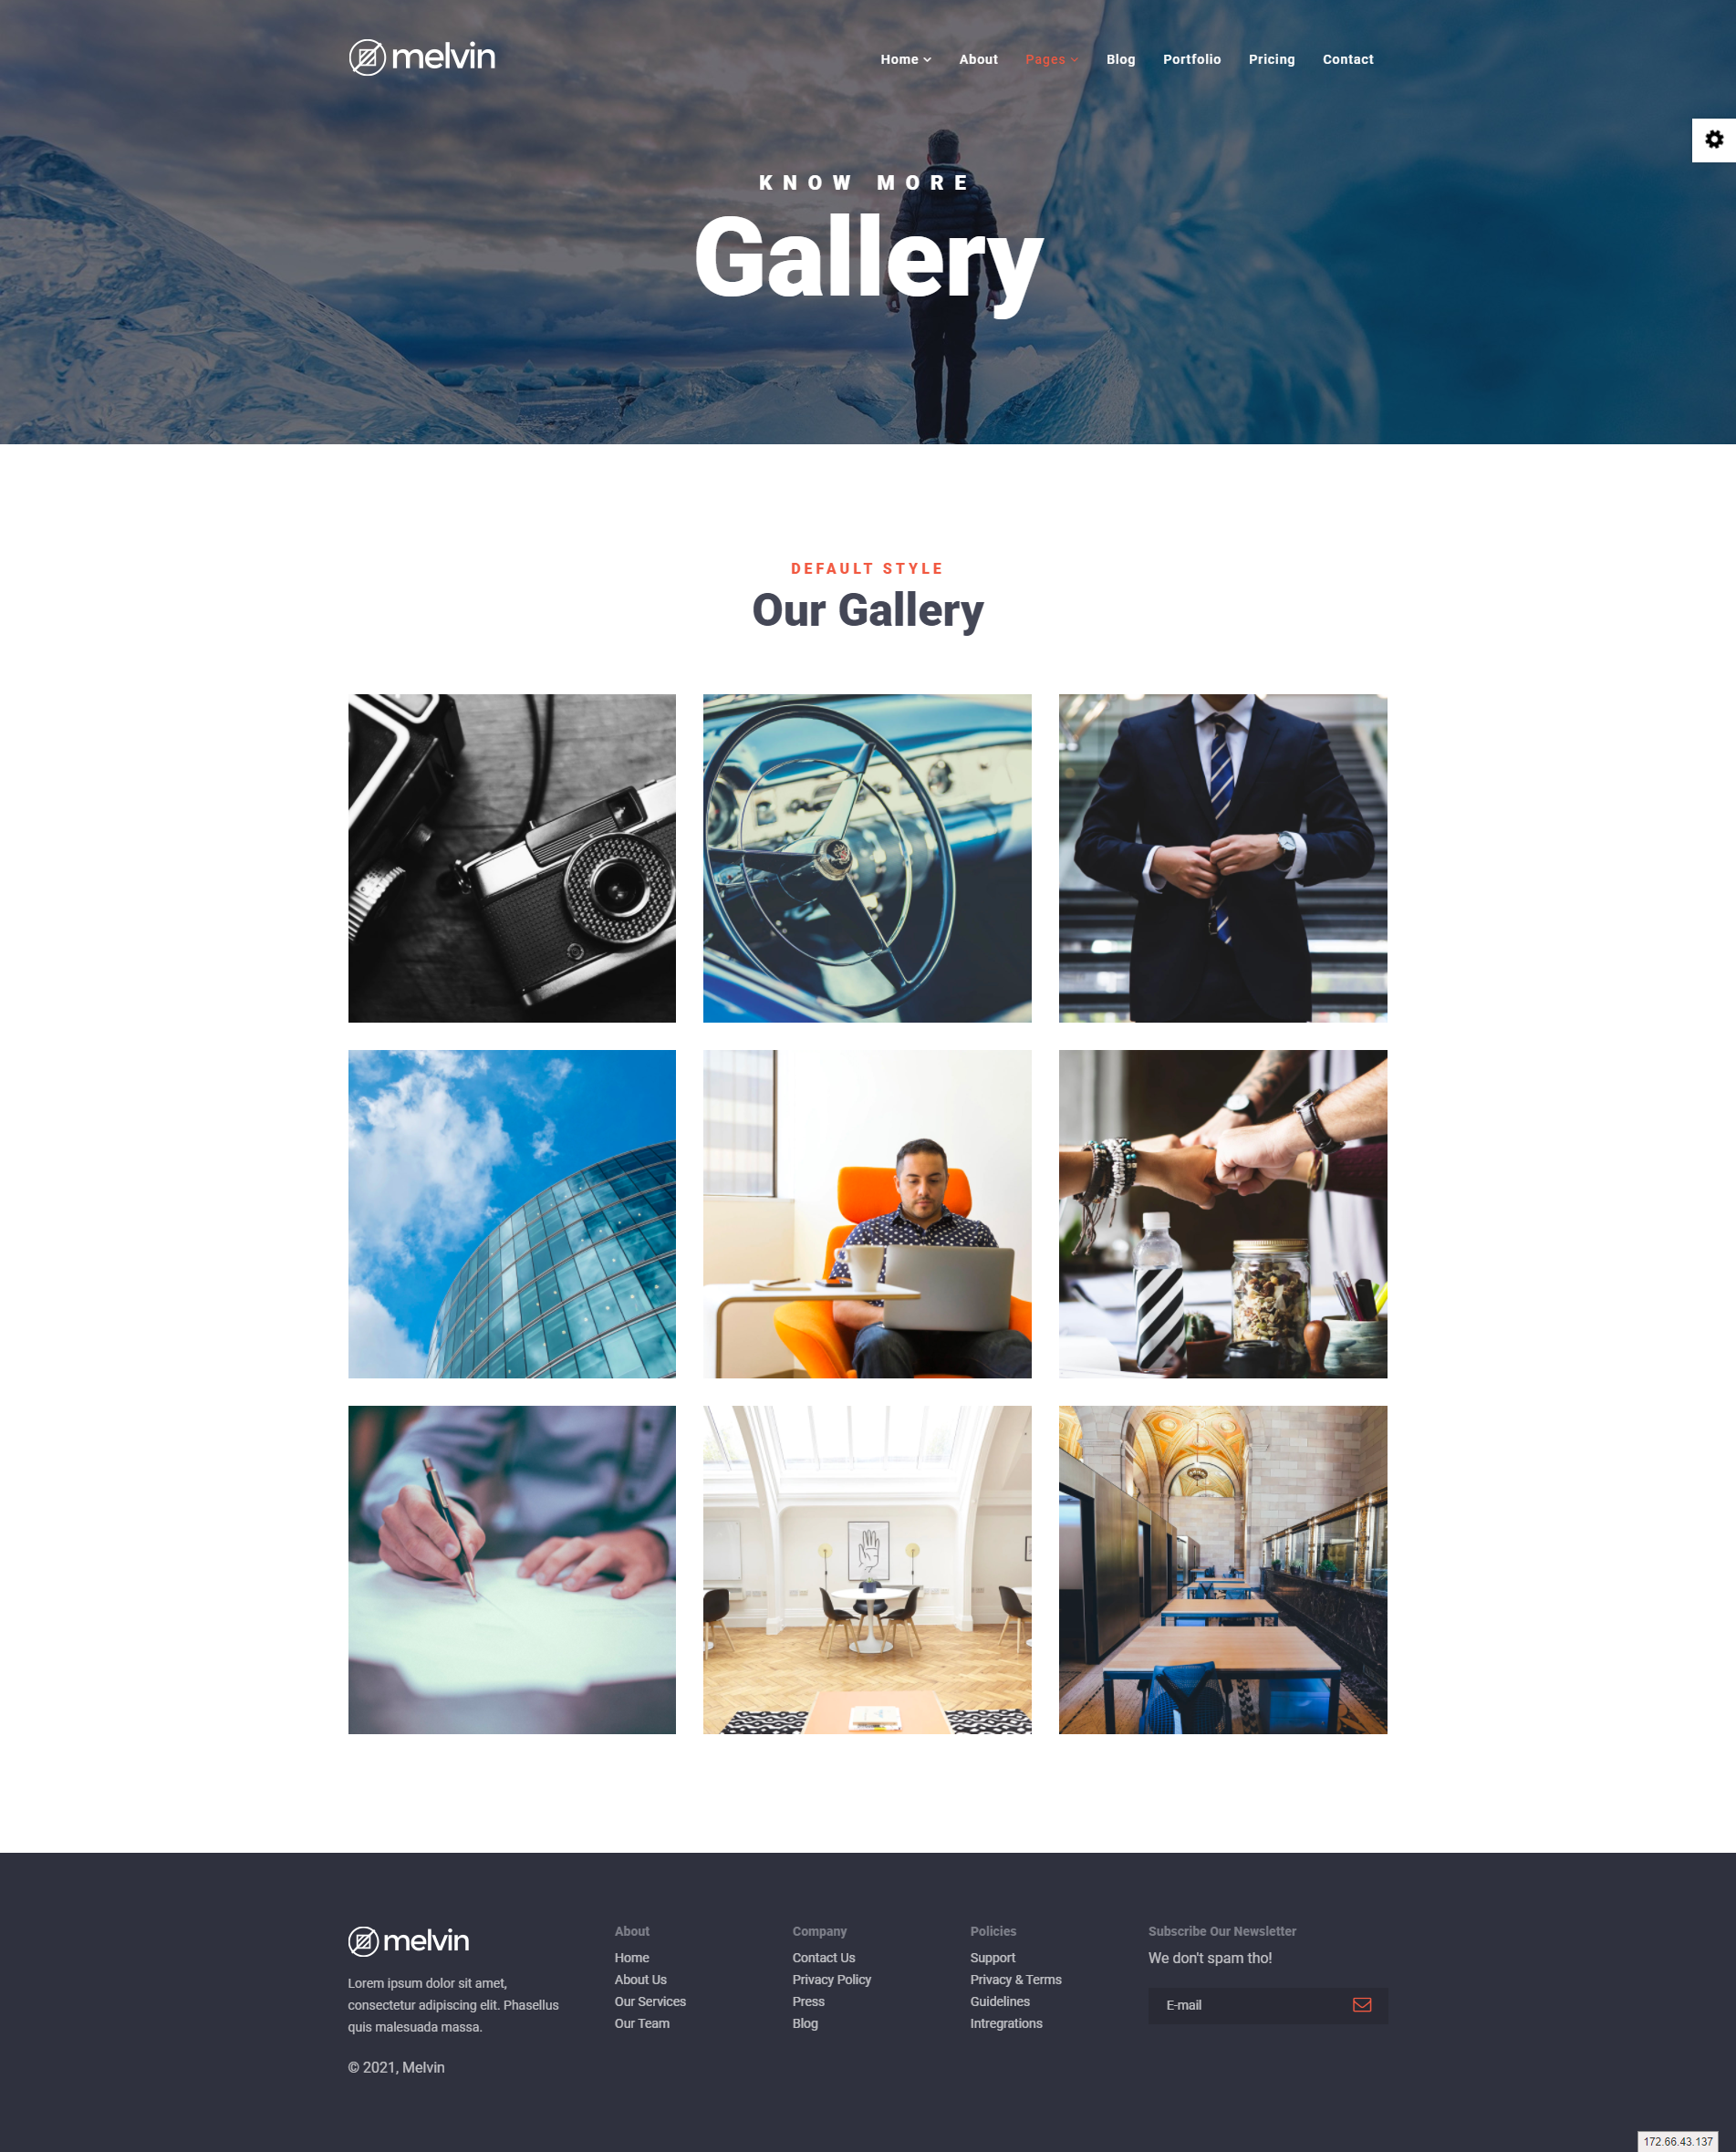 melvin
Home About Pages Blog Portfolio Pricing Contact
KNOW MORE
Gallery
DEFAULT STYLE
Our Gallery
melvin
Lorem ipsum dolor sit amet,
consectetur adipiscing elit. Phasellus
quis malesuada massa.
© 2021, Melvin
About
Home
About Us
Our Services
Our Team
Company
Contact Us
Privacy Policy
Press
Blog
Policies
Support
Privacy & Terms
Guidelines
Intregrations
Subscribe Our Newsletter
We don't spam tho!
E-mail
172.66.43.137